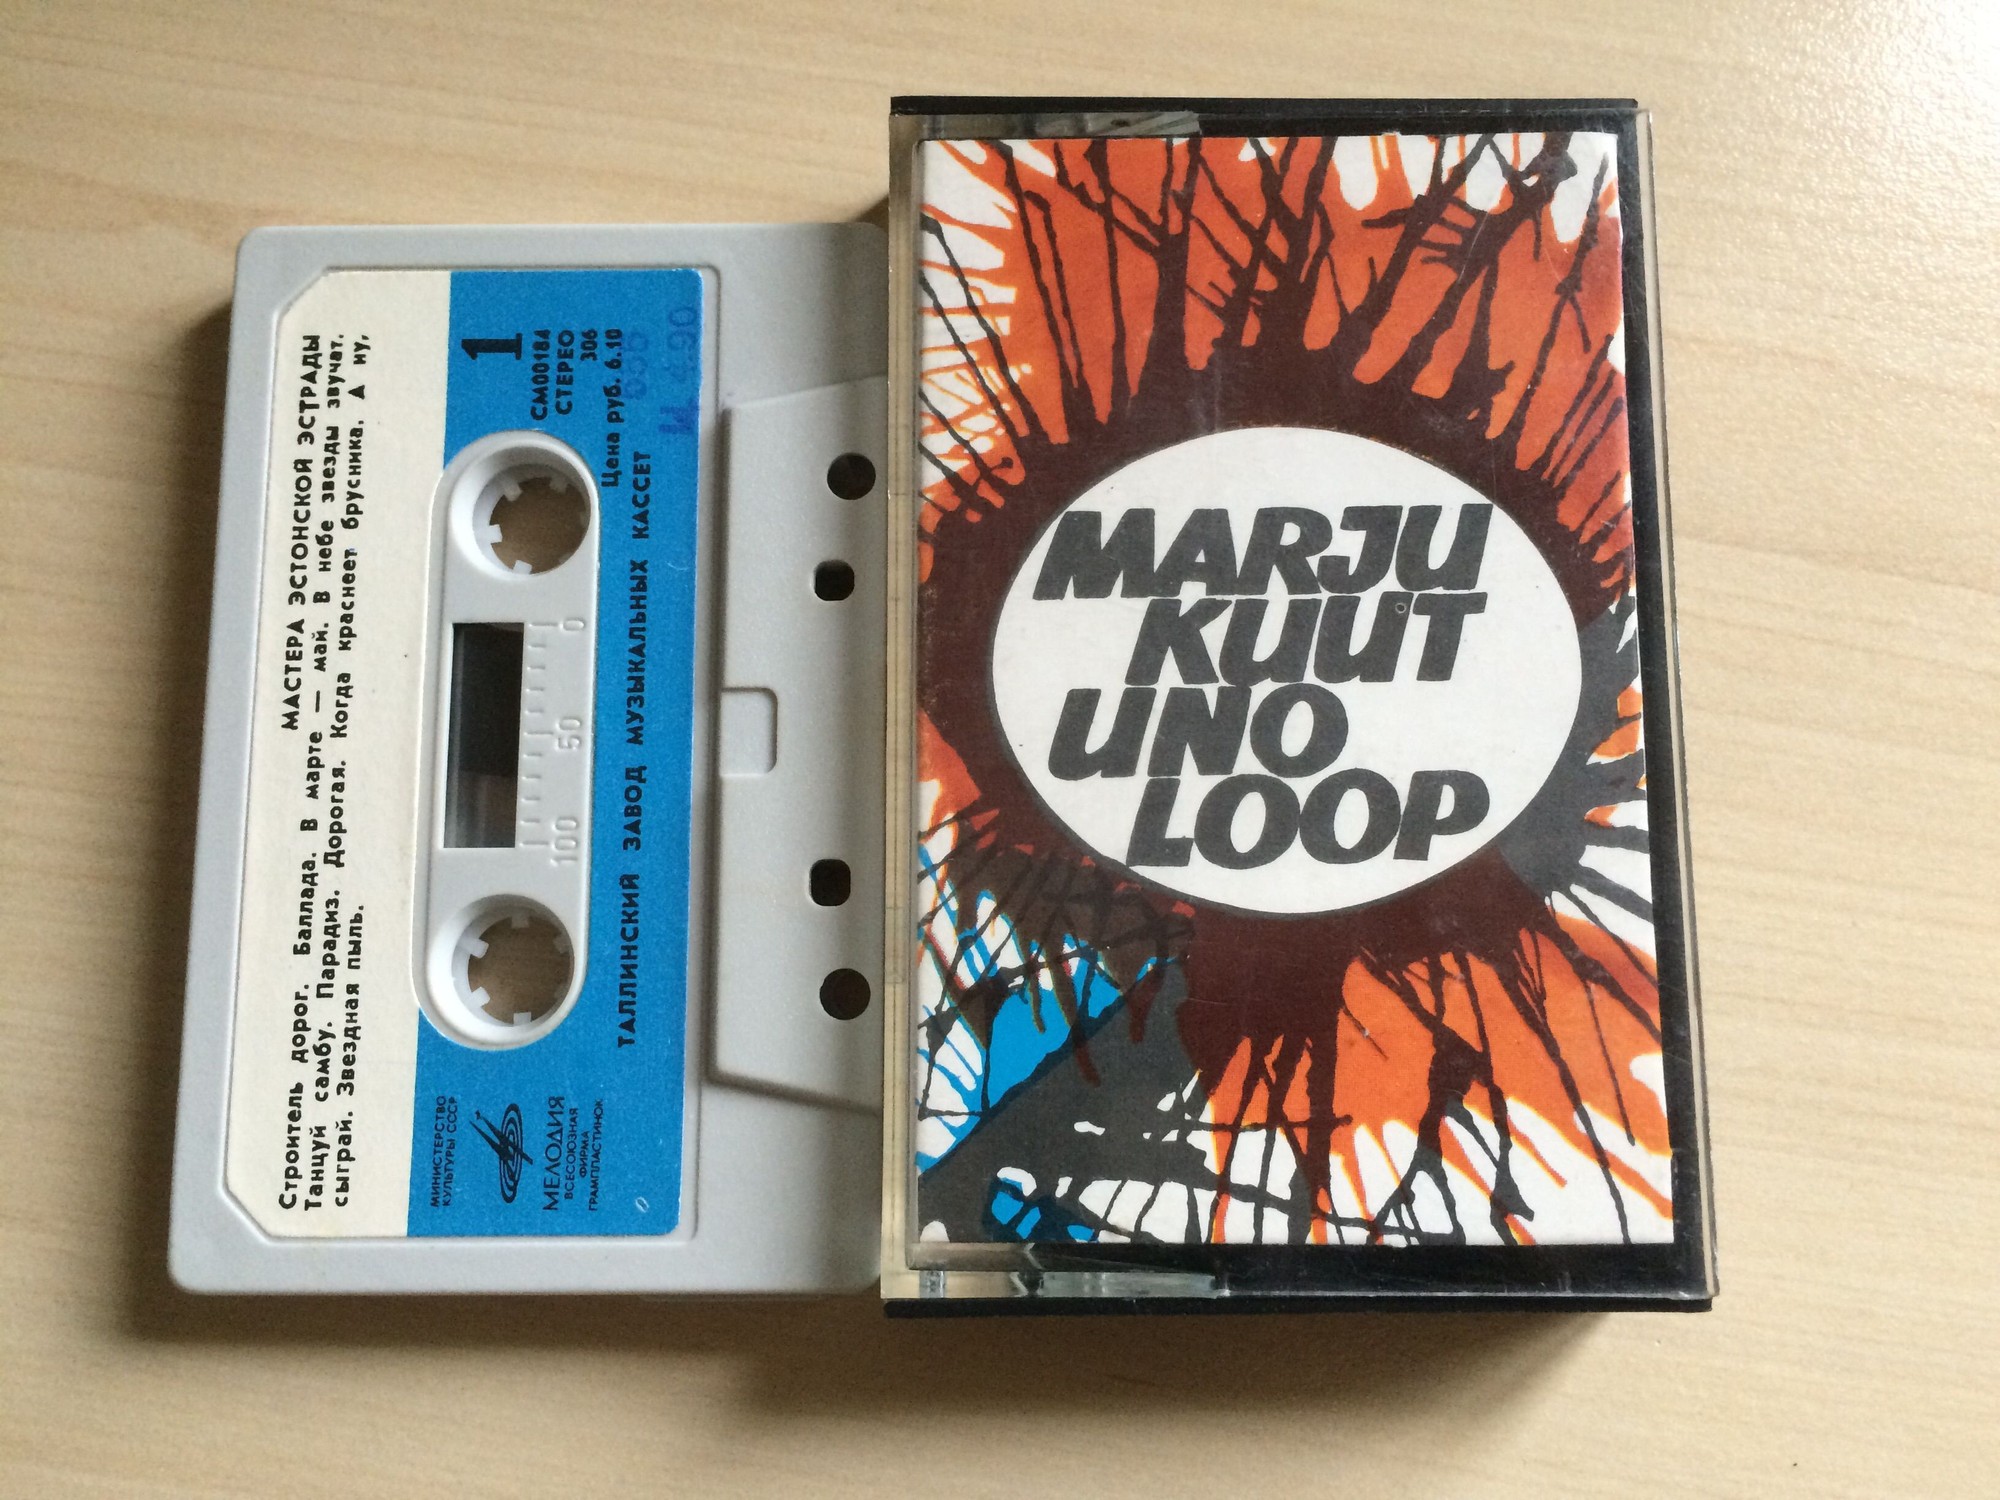 МАСТЕРА ЭСТОНСКОЙ ЭСТРАДЫ
Строитель дорог. Баллада. В марте — май. В небе звезды звучат.
Танцуй самбу. Парадиз. Дорогая. Когда краснеет брусника. А ну,
сыграй. Звездная пыль.
1
СМ00184
СТЕРЕО
306
Цена руб. 6.10
0
50
100
МИНИСТЕРСТВО
КУЛЬТУРЫ СССР
МЕЛОДИЯ
ВСЕСОЮЗНАЯ
ФИРМА
ГРАМПЛАСТИНОК
ТАЛЛИНСКИЙ ЗАВОД МУЗЫКАЛЬНЫХ КАССЕТ
MARJU
KUUT
UNO
LOOP